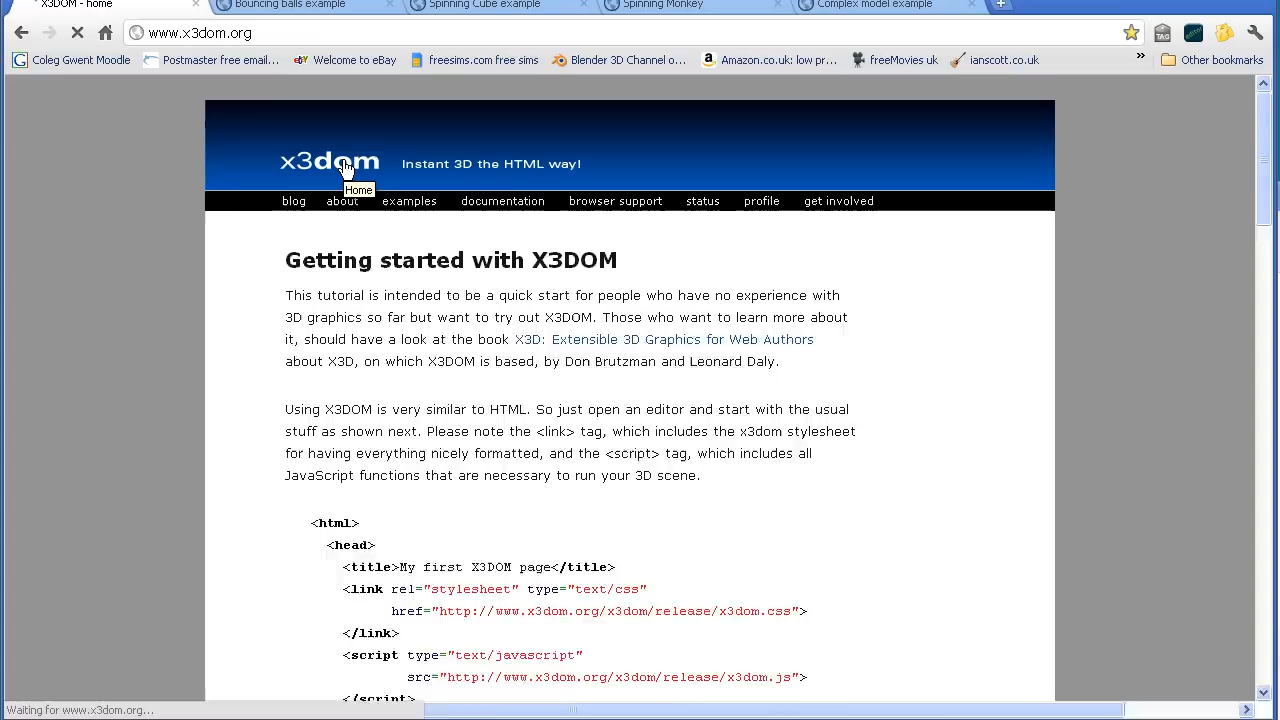 X3DOM - home
Bouncing balls example
Spinning Cube example
Spinning Monkey
Complex model example
www.x3dom.org
Coleg Gwent Moodle
Postmaster free email...
Welcome to eBay
freesimcom free sims
Blender 3D Channel o...
Amazon.co.uk: low pr...
freeMovies uk
ianscott.co.uk
»
Other bookmarks
TAG
x3dom Instant 3D the HTML way!
Home
blog about examples documentation browser support status profile get involved
Getting started with X3DOM
This tutorial is intended to be a quick start for people who have no experience with
3D graphics so far but want to try out X3DOM. Those who want to learn more about
it, should have a look at the book X3D: Extensible 3D Graphics for Web Authors
about X3D, on which X3DOM is based, by Don Brutzman and Leonard Daly.
Using X3DOM is very similar to HTML. So just open an editor and start with the usual
stuff as shown next. Please note the <link> tag, which includes the x3dom stylesheet
for having everything nicely formatted, and the <script> tag, which includes all
JavaScript functions that are necessary to run your 3D scene.
<html>
<head>
<title>My first X3DOM page</title>
<link rel="stylesheet" type="text/css"
href="http://www.x3dom.org/x3dom/release/x3dom.css">
</link>
<script type="text/javascript"
src="http://www.x3dom.org/x3dom/release/x3dom.js">
</script>
Waiting for www.x3dom.org...